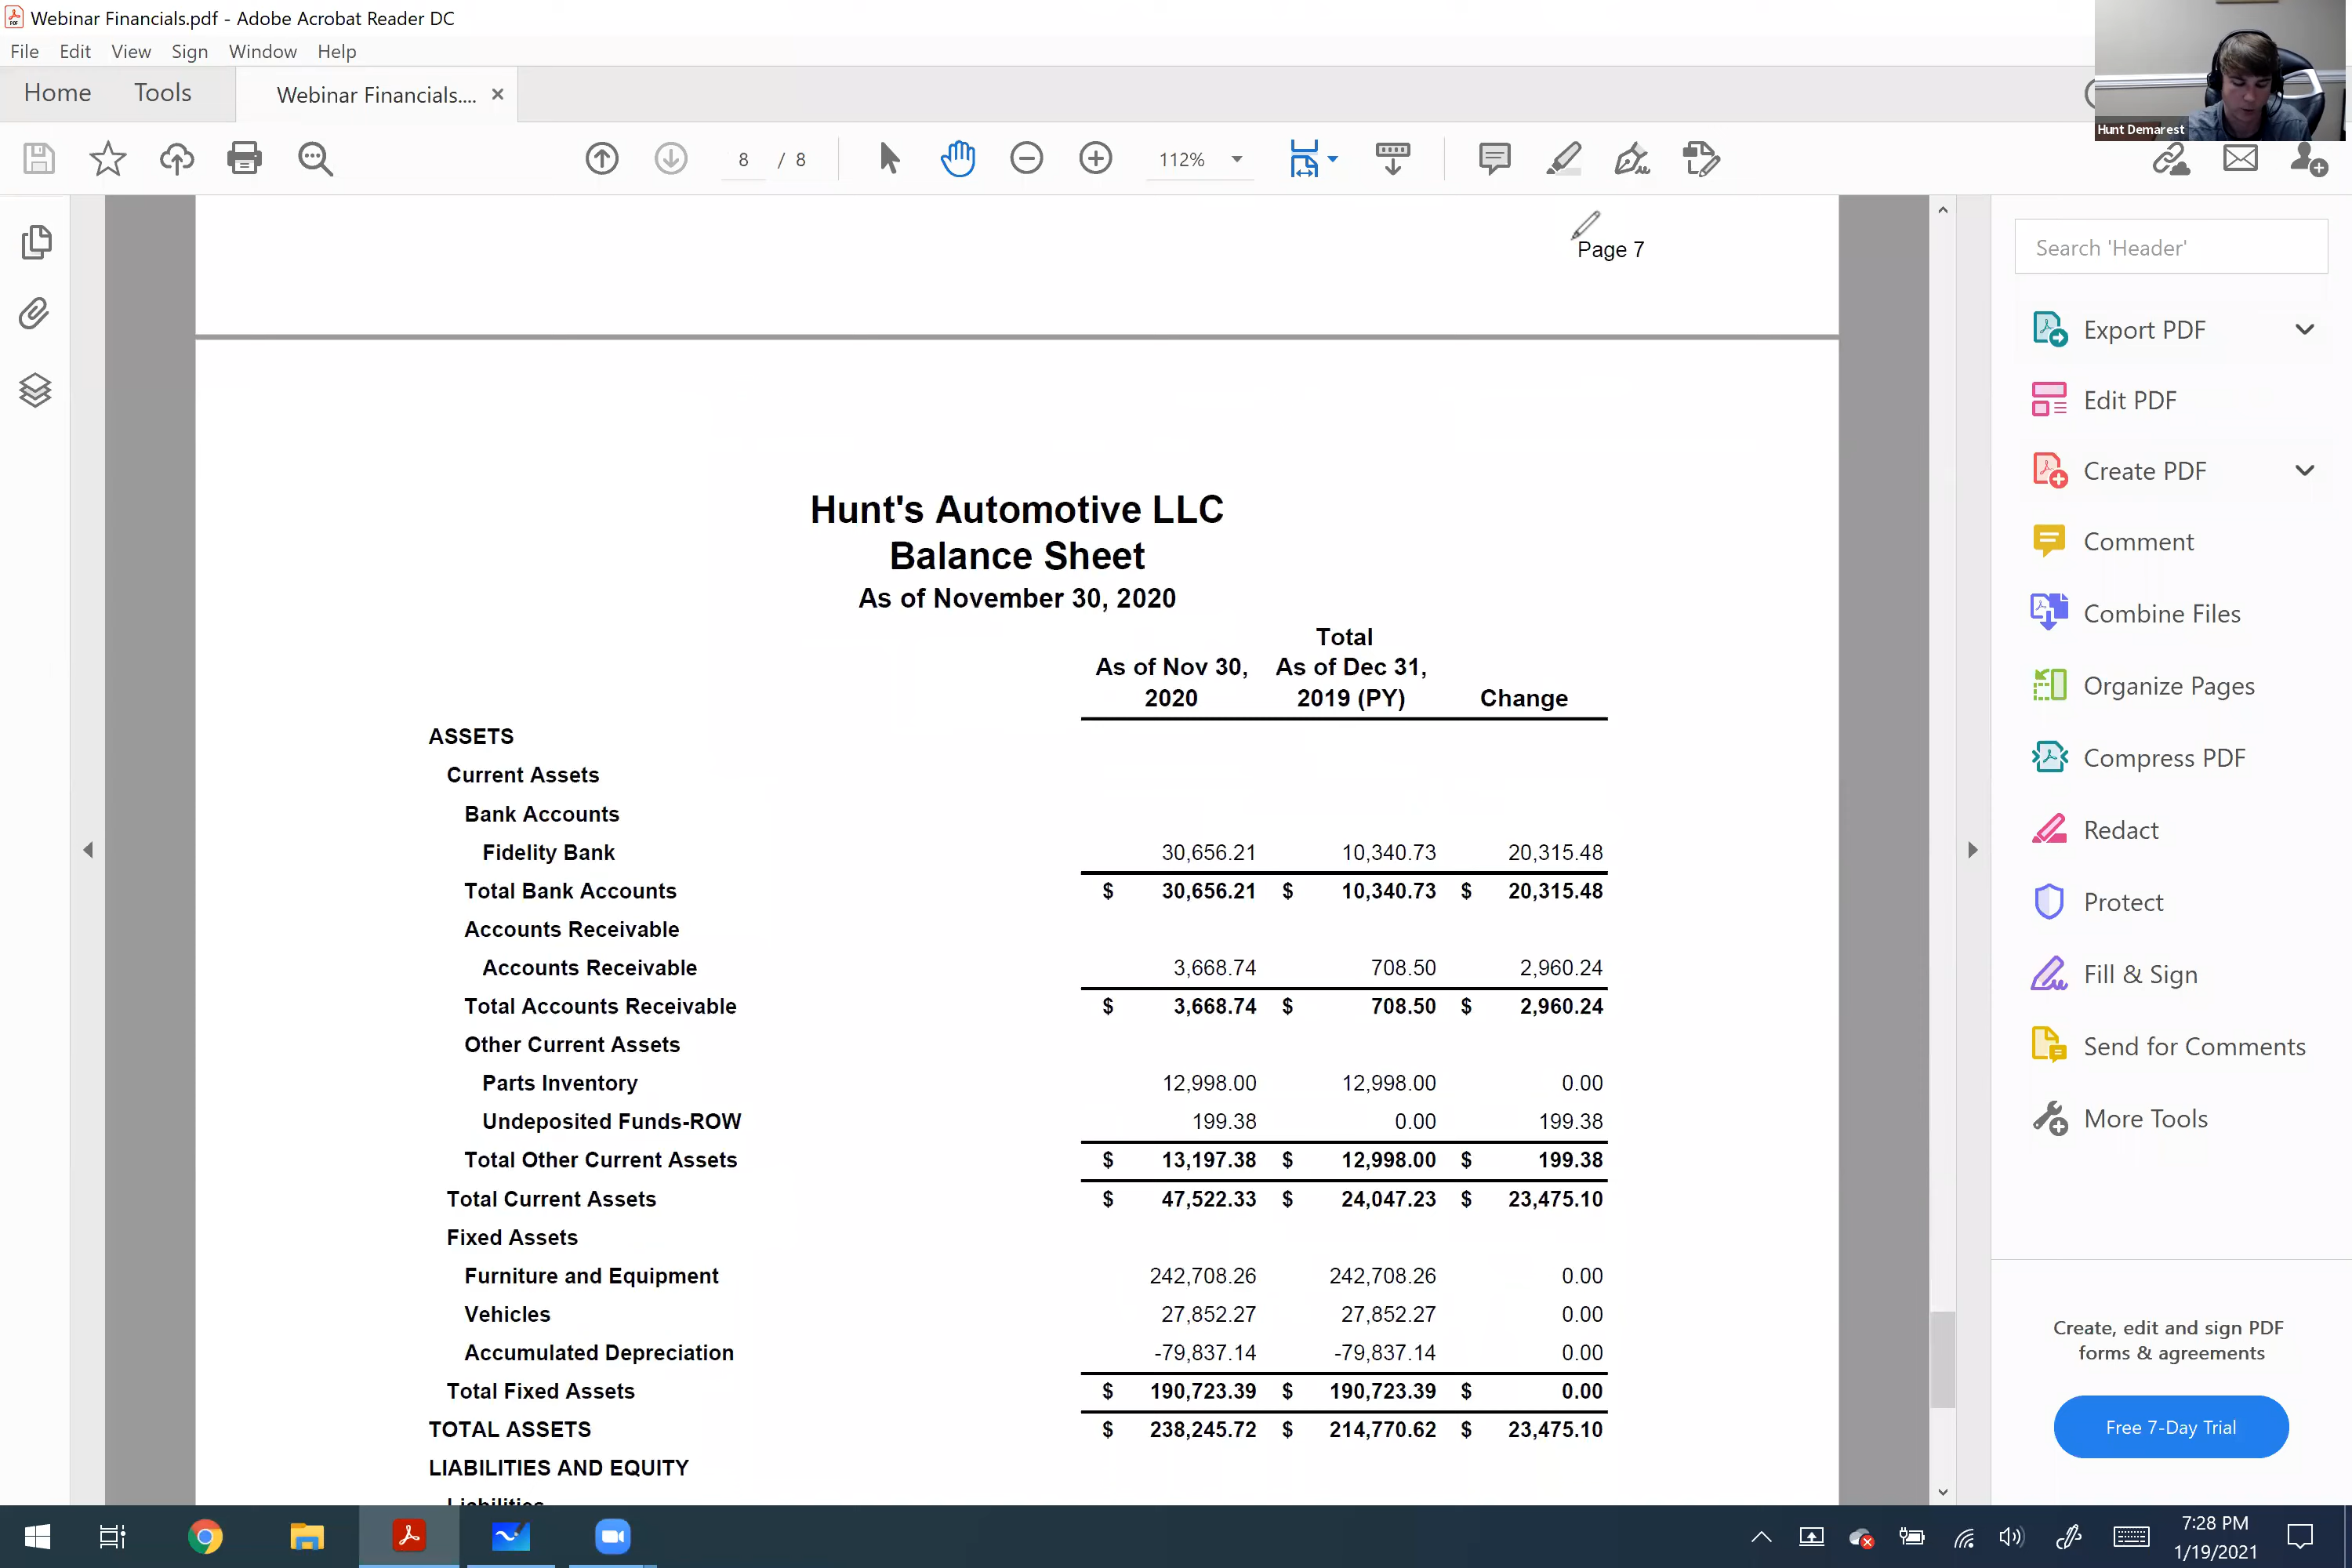 Webinar Financials.pdf - Adobe Acrobat Reader DC
File Edit View Sign Window Help
Home Tools Webinar Financials.... ×
8 / 8 112%
Hunt Demarest
Page 7
Hunt's Automotive LLC
Balance Sheet
As of November 30, 2020
Total
As of Nov 30, As of Dec 31,
2020 2019 (PY) Change
ASSETS
Current Assets
Bank Accounts
Fidelity Bank 30,656.21 10,340.73 20,315.48
Total Bank Accounts $ 30,656.21 $ 10,340.73 $ 20,315.48
Accounts Receivable
Accounts Receivable 3,668.74 708.50 2,960.24
Total Accounts Receivable $ 3,668.74 $ 708.50 $ 2,960.24
Other Current Assets
Parts Inventory 12,998.00 12,998.00 0.00
Undeposited Funds-ROW 199.38 0.00 199.38
Total Other Current Assets $ 13,197.38 $ 12,998.00 $ 199.38
Total Current Assets $ 47,522.33 $ 24,047.23 $ 23,475.10
Fixed Assets
Furniture and Equipment 242,708.26 242,708.26 0.00
Vehicles 27,852.27 27,852.27 0.00
Accumulated Depreciation -79,837.14 -79,837.14 0.00
Total Fixed Assets $ 190,723.39 $ 190,723.39 $ 0.00
TOTAL ASSETS $ 238,245.72 $ 214,770.62 $ 23,475.10
LIABILITIES AND EQUITY
Liabilities
Search 'Header'
Export PDF
Edit PDF
Create PDF
Comment
Combine Files
Organize Pages
Compress PDF
Redact
Protect
Fill & Sign
Send for Comments
More Tools
Create, edit and sign PDF
forms & agreements
Free 7-Day Trial
7:28 PM
1/19/2021